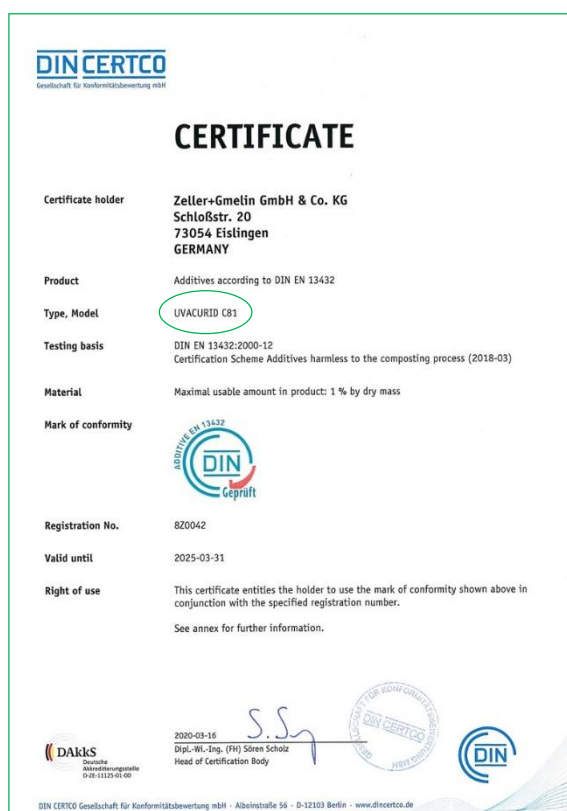 DIN CERTCO
Gesellschaft für Konformitätsbewertung mbH
CERTIFICATE
Certificate holder
Zeller+Gmelin GmbH & Co. KG
Schloßstr. 20
73054 Eislingen
GERMANY
Product
Additives according to DIN EN 13432
Type, Model
UVACURID C81
Testing basis
DIN EN 13432:2000-12
Certification Scheme Additives harmless to the composting process (2018-03)
Material
Maximal usable amount in product: 1 % by dry mass
Mark of conformity
ADDITIVE EN 13432
DIN
Geprüft
Registration No.
8Z0042
Valid until
2025-03-31
Right of use
This certificate entitles the holder to use the mark of conformity shown above in
conjunction with the specified registration number.
See annex for further information.
2020-03-16
Dipl.-Wi.-Ing. (FH) Sören Scholz
Head of Certification Body
DAkkS
Deutsche
Akkreditierungsstelle
D-ZE-11125-01-00
DIN CERTCO
DIN
DIN CERTCO Gesellschaft für Konformitätsbewertung mbH · Alboinstraße 56 · D-12103 Berlin · www.dincertco.de